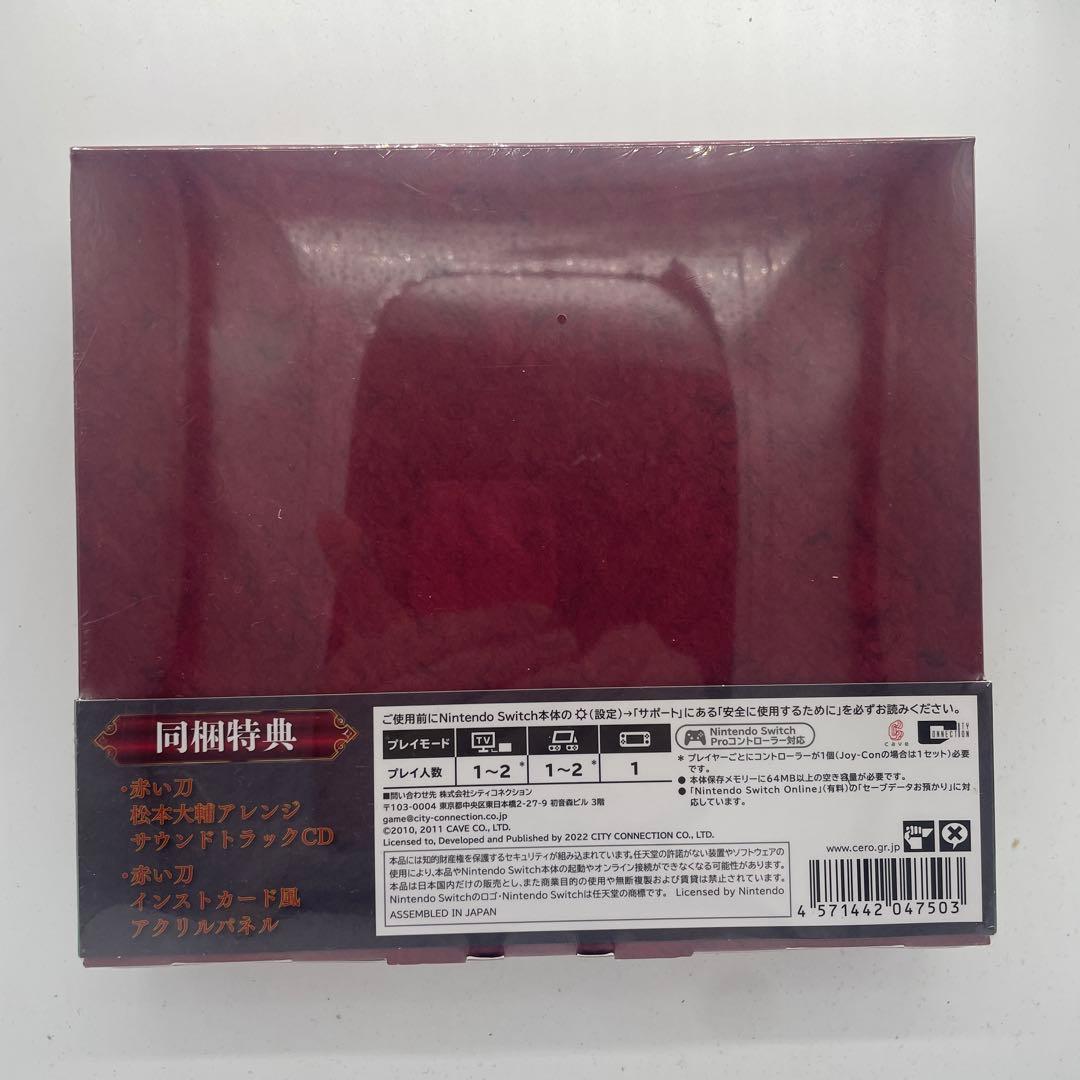 同梱特典
・赤い刀
松本大輔アレンジ
サウンドトラックCD
・赤い刀
インストカード風
アクリルパネル
ご使用前にNintendo Switch本体の (設定)→「サポート」にある「安全に使用するために」を必ずお読みください。
プレイモード TV
プレイ人数 1~2 * 1~2 * 1
Nintendo Switch
Proコントローラー対応
cave
CITY CONNECTION
* プレイヤーごとにコントローラーが1個(Joy-Conの場合は1セット)必要
です。
● 本体保存メモリーに64MB以上の空き容量が必要です。
● 「Nintendo Switch Online」(有料)の「セーブデータお預かり」に対
応しています。
■問い合わせ先 株式会社シティコネクション
〒103-0004 東京都中央区東日本橋2-27-9 初音森ビル 3階
game@city-connection.co.jp
©2010, 2011 CAVE CO., LTD.
Licensed to, Developed and Published by 2022 CITY CONNECTION CO., LTD.
www.cero.gr.jp
本品には知的財産権を保護するセキュリティが組み込まれています。任天堂の許諾がない装置やソフトウェアの
使用により、本品やNintendo Switch本体の起動やオンライン接続ができなくなる可能性があります。
本品は日本国内だけの販売とし、また商業目的の使用や無断複製および賃貸は禁止されています。
Nintendo Switchのロゴ・Nintendo Switchは任天堂の商標です。 Licensed by Nintendo
ASSEMBLED IN JAPAN
4 571442 047503